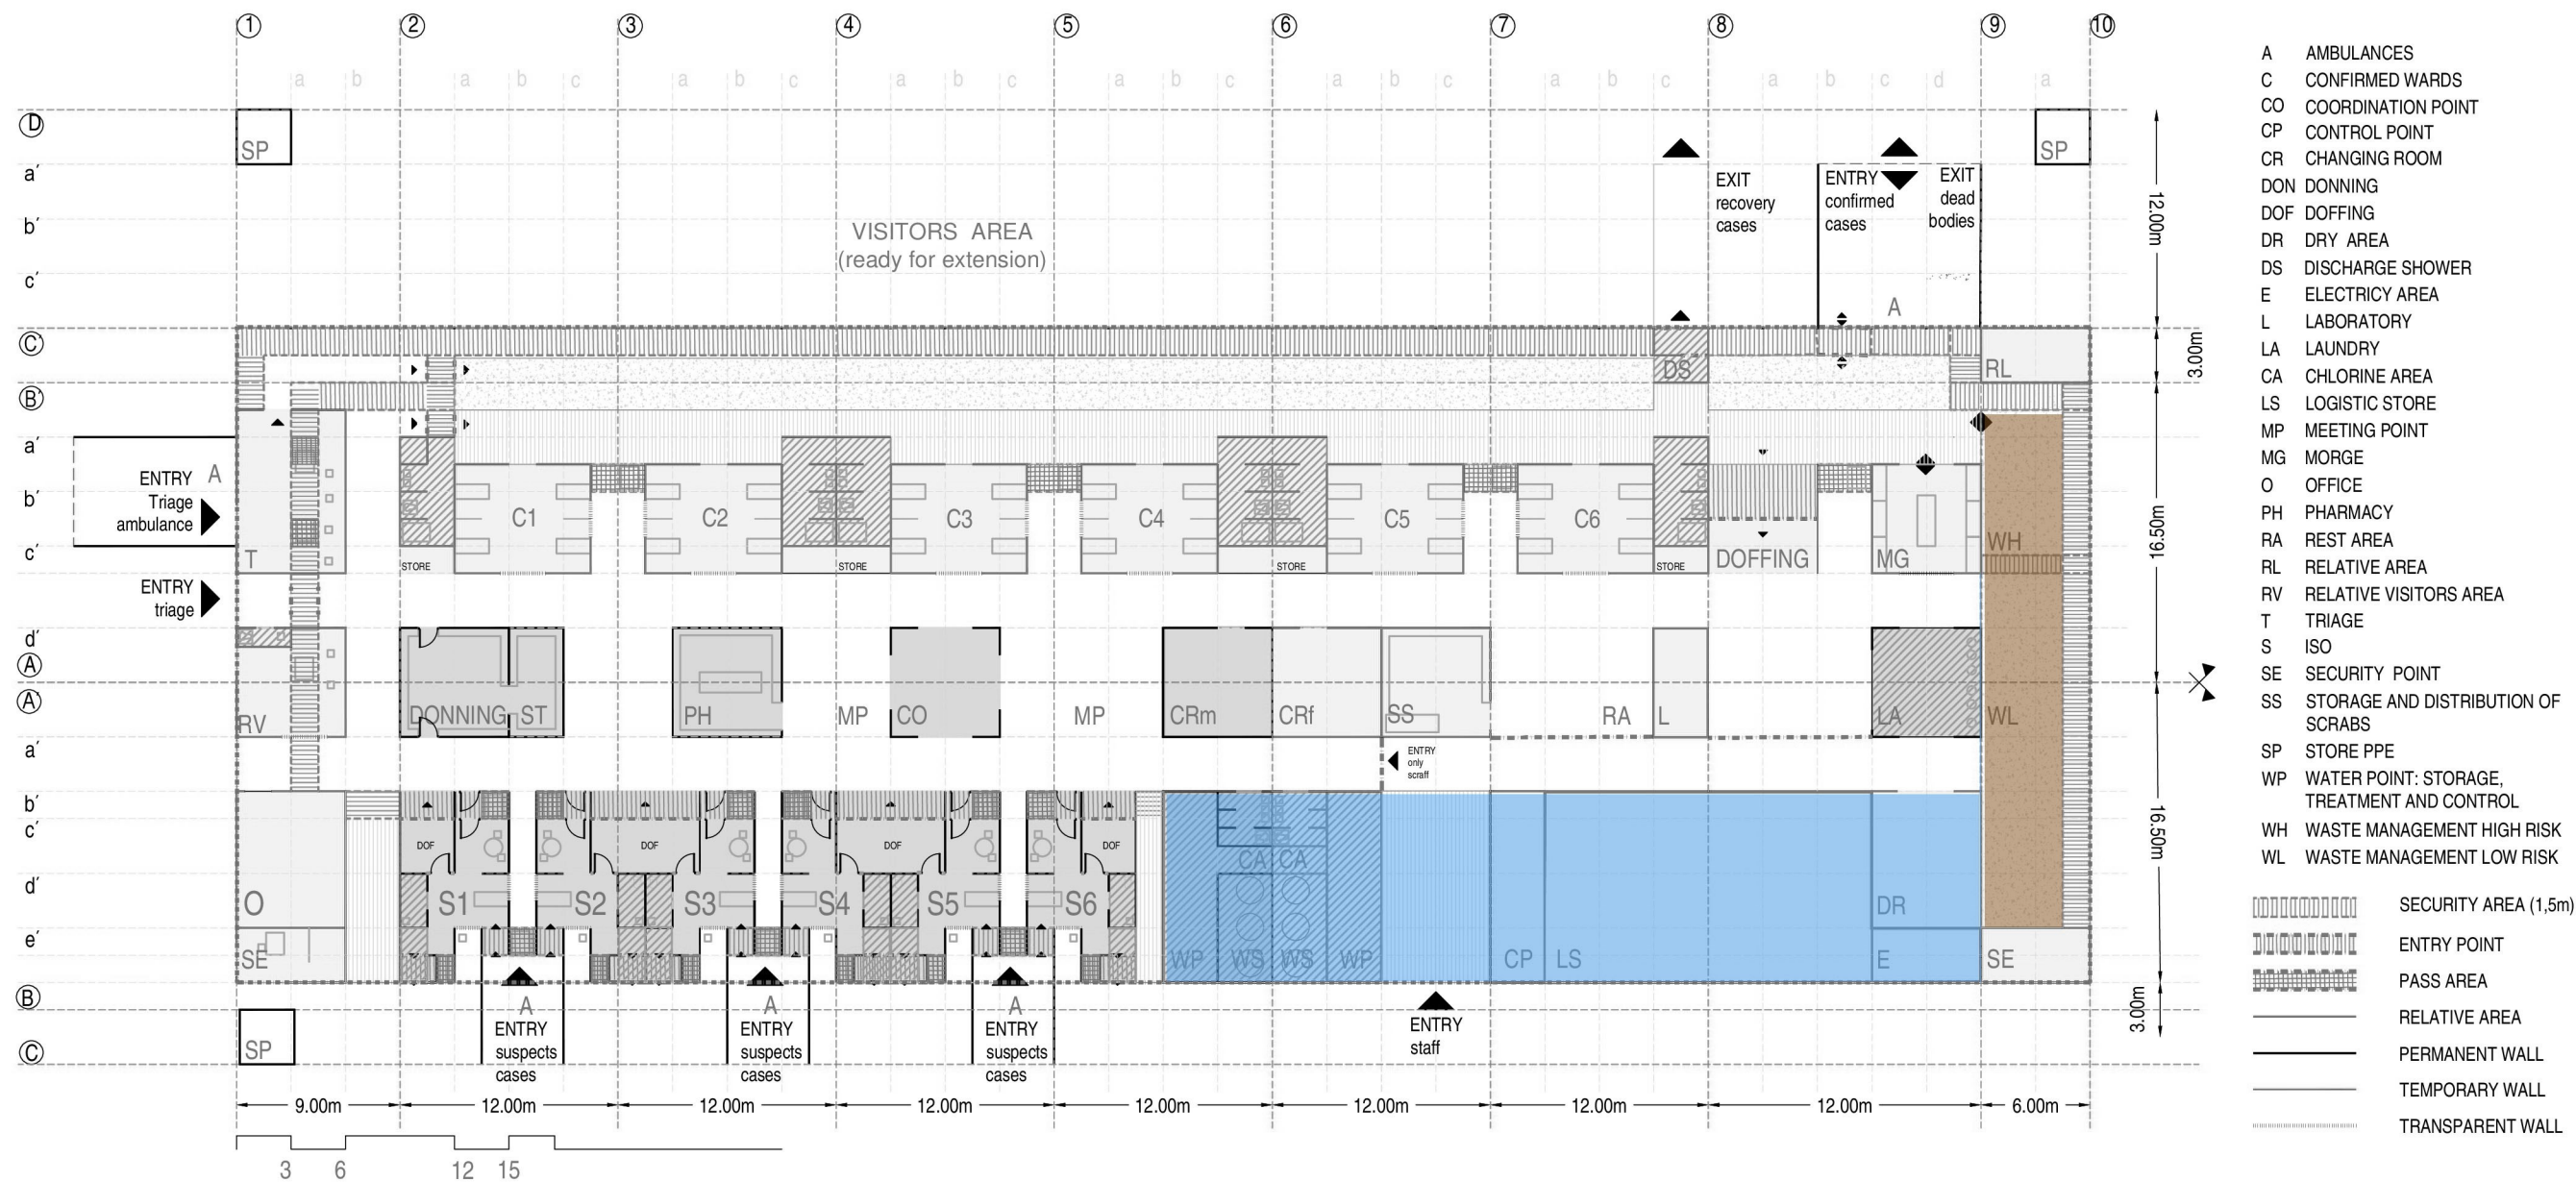 1 2 3 4 5 6 7 8 9 10
a b a b c a b c a b c a b c a b c a b c a b c d a
D
SP
SP
a'
EXIT
recovery
cases
ENTRY
confirmed
cases
EXIT
dead
bodies
b'
VISITORS AREA
(ready for extension)
c'
A
C
DS
RL
B
a'
ENTRY A
Triage
ambulance
b'
C1 C2 C3 C4 C5 C6
c'
T
STORE STORE STORE STORE
DOFFING MG WH
ENTRY
triage
d'
A
A
RV DONNING ST PH MP CO MP CRm CRf SS RA L LA WL
a'
ENTRY
only
scraff
b'
c'
DOF DOF DOF DOF
CA CA
d'
O S1 S2 S3 S4 S5 S6 DR
e'
SE WP WS WS WP CP LS E SE
B
A A A
ENTRY
suspects
cases
ENTRY
suspects
cases
ENTRY
suspects
cases
ENTRY
staff
C
SP
9.00m 12.00m 12.00m 12.00m 12.00m 12.00m 12.00m 12.00m 6.00m
3 6 12 15
12.00m
3.00m
16.50m
16.50m
3.00m
A AMBULANCES
C CONFIRMED WARDS
CO COORDINATION POINT
CP CONTROL POINT
CR CHANGING ROOM
DON DONNING
DOF DOFFING
DR DRY AREA
DS DISCHARGE SHOWER
E ELECTRICY AREA
L LABORATORY
LA LAUNDRY
CA CHLORINE AREA
LS LOGISTIC STORE
MP MEETING POINT
MG MORGE
O OFFICE
PH PHARMACY
RA REST AREA
RL RELATIVE AREA
RV RELATIVE VISITORS AREA
T TRIAGE
S ISO
SE SECURITY POINT
SS STORAGE AND DISTRIBUTION OF
SCRABS
SP STORE PPE
WP WATER POINT: STORAGE,
TREATMENT AND CONTROL
WH WASTE MANAGEMENT HIGH RISK
WL WASTE MANAGEMENT LOW RISK
SECURITY AREA (1,5m)
ENTRY POINT
PASS AREA
RELATIVE AREA
PERMANENT WALL
TEMPORARY WALL
TRANSPARENT WALL